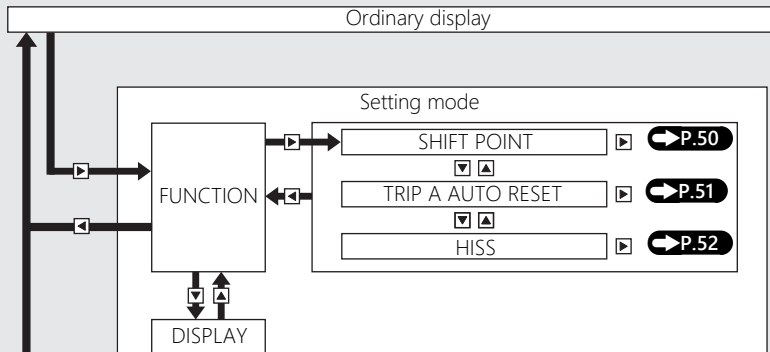 Ordinary display
Setting mode
SHIFT POINT
P.50
FUNCTION
TRIP A AUTO RESET
P.51
HISS
P.52
DISPLAY